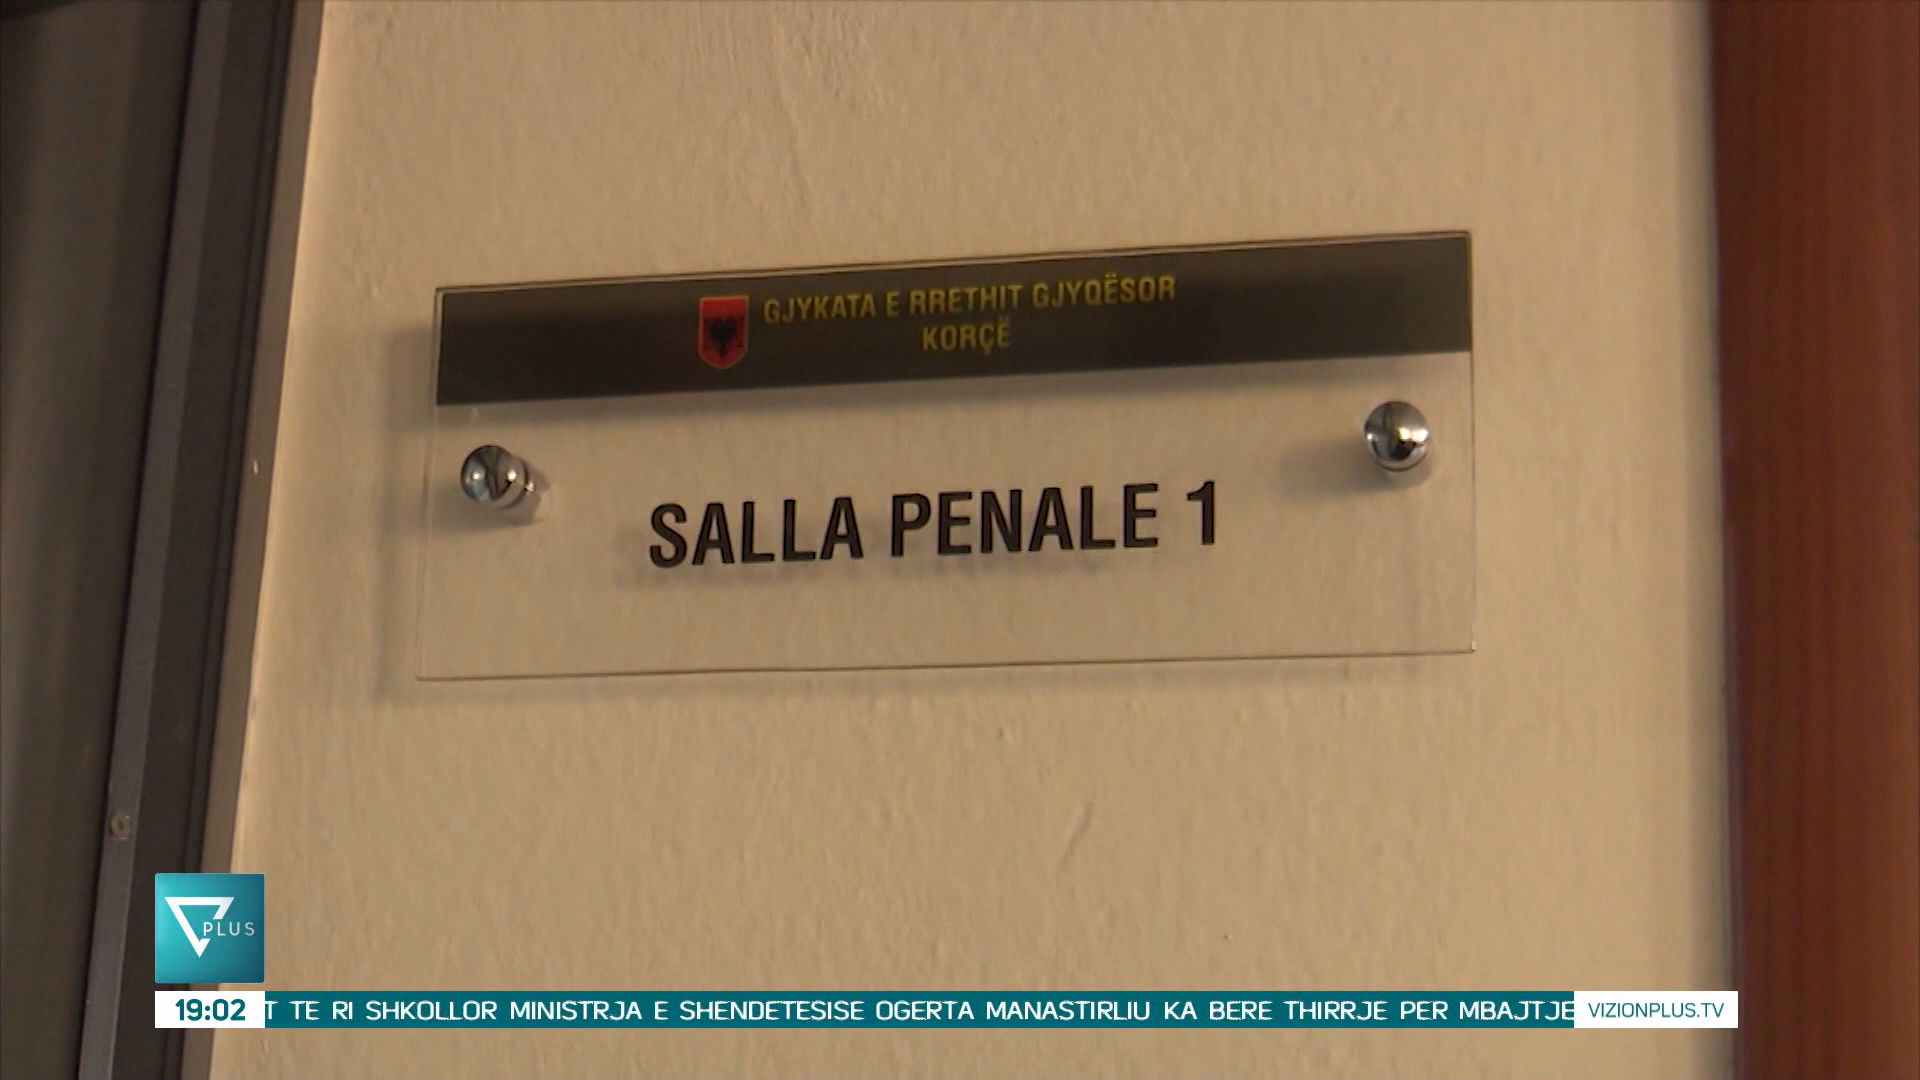 GJYKATA E RRETHIT GJYQËSOR
KORÇË
SALLA PENALE 1
PLUS
19:02
T TE RI SHKOLLOR MINISTRJA E SHENDETESISE OGERTA MANASTIRLIU KA BERE THIRRJE PER MBAJTJE
VIZIONPLUS.TV